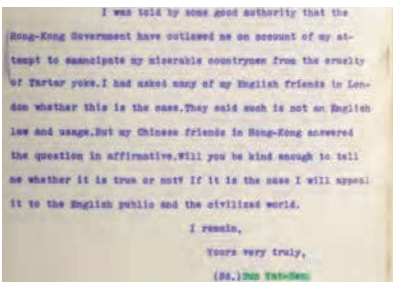 I was told by some good authority that the
Hong-Kong Government have outlawed me on account of my at-
tempt to emancipate my miserable countrymen from the cruelty
of Tartar yoke.I had asked many of my English friends in Lon-
don whether this is the case.They said such is not an English
law and usage.But my Chinese friends in Hong-Kong answered
the question in affirmative.Will you be kind enough to tell
me whether it is true or not? If it is the case I will appeal
it to the English public and the civilized world.
I remain,
Yours very truly,
(Sd.)Sun Yat-Sen.